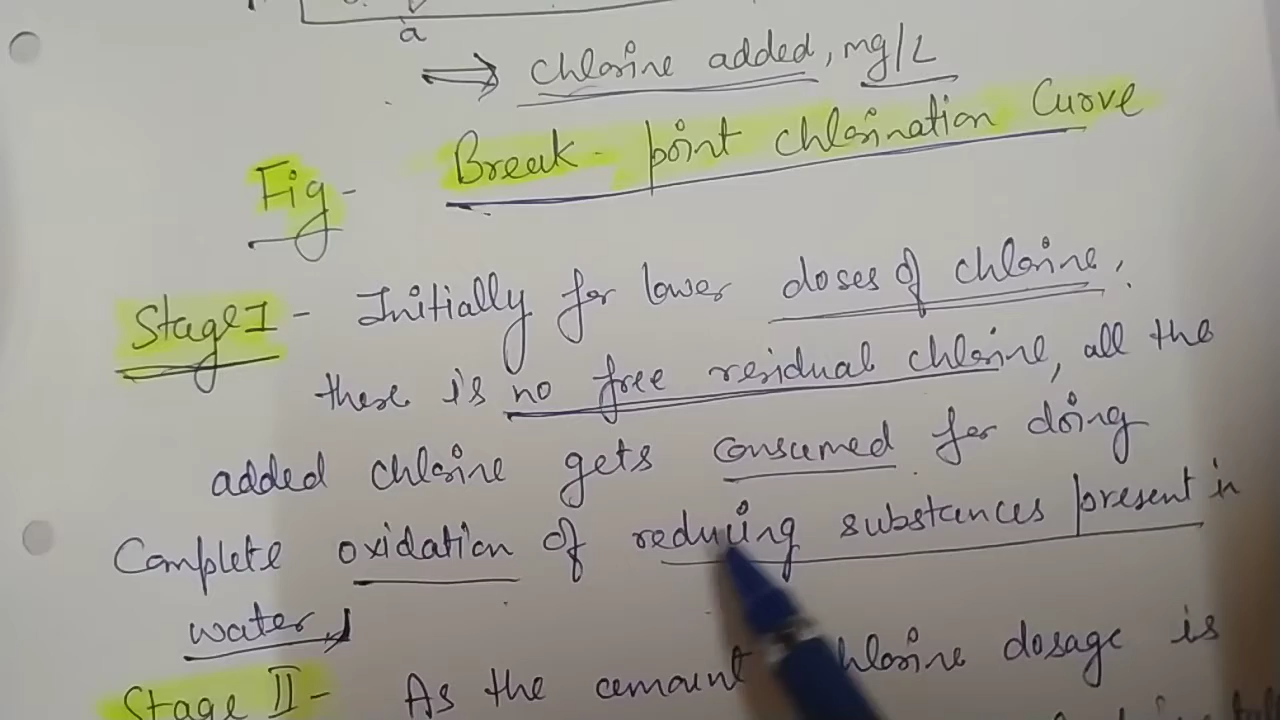 a
⇒ Chlorine added, mg/L
Fig - Break-point chlorination Curve
Stage I - Initially for lower doses of chlorine,
there is no free residual chlorine, all the
added chlorine gets consumed for doing
Complete oxidation of reducing substances present in
water,
Stage II - As the amount chlorine dosage is